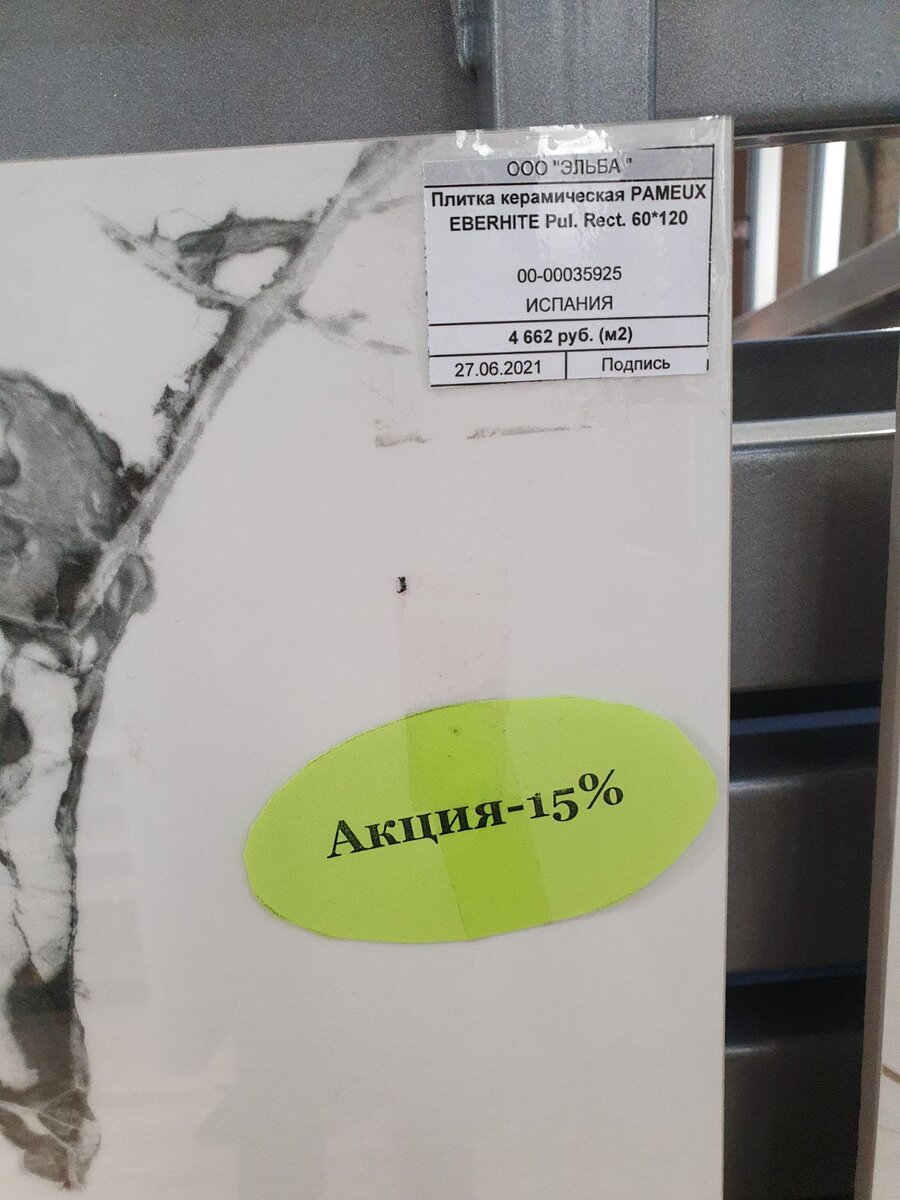 ООО "ЭЛЬБА "
Плитка керамическая PAMEUX
EBERHITE Pul. Rect. 60*120
00-00035925
ИСПАНИЯ
4 662 руб. (м2)
27.06.2021 Подпись
Акция-15%